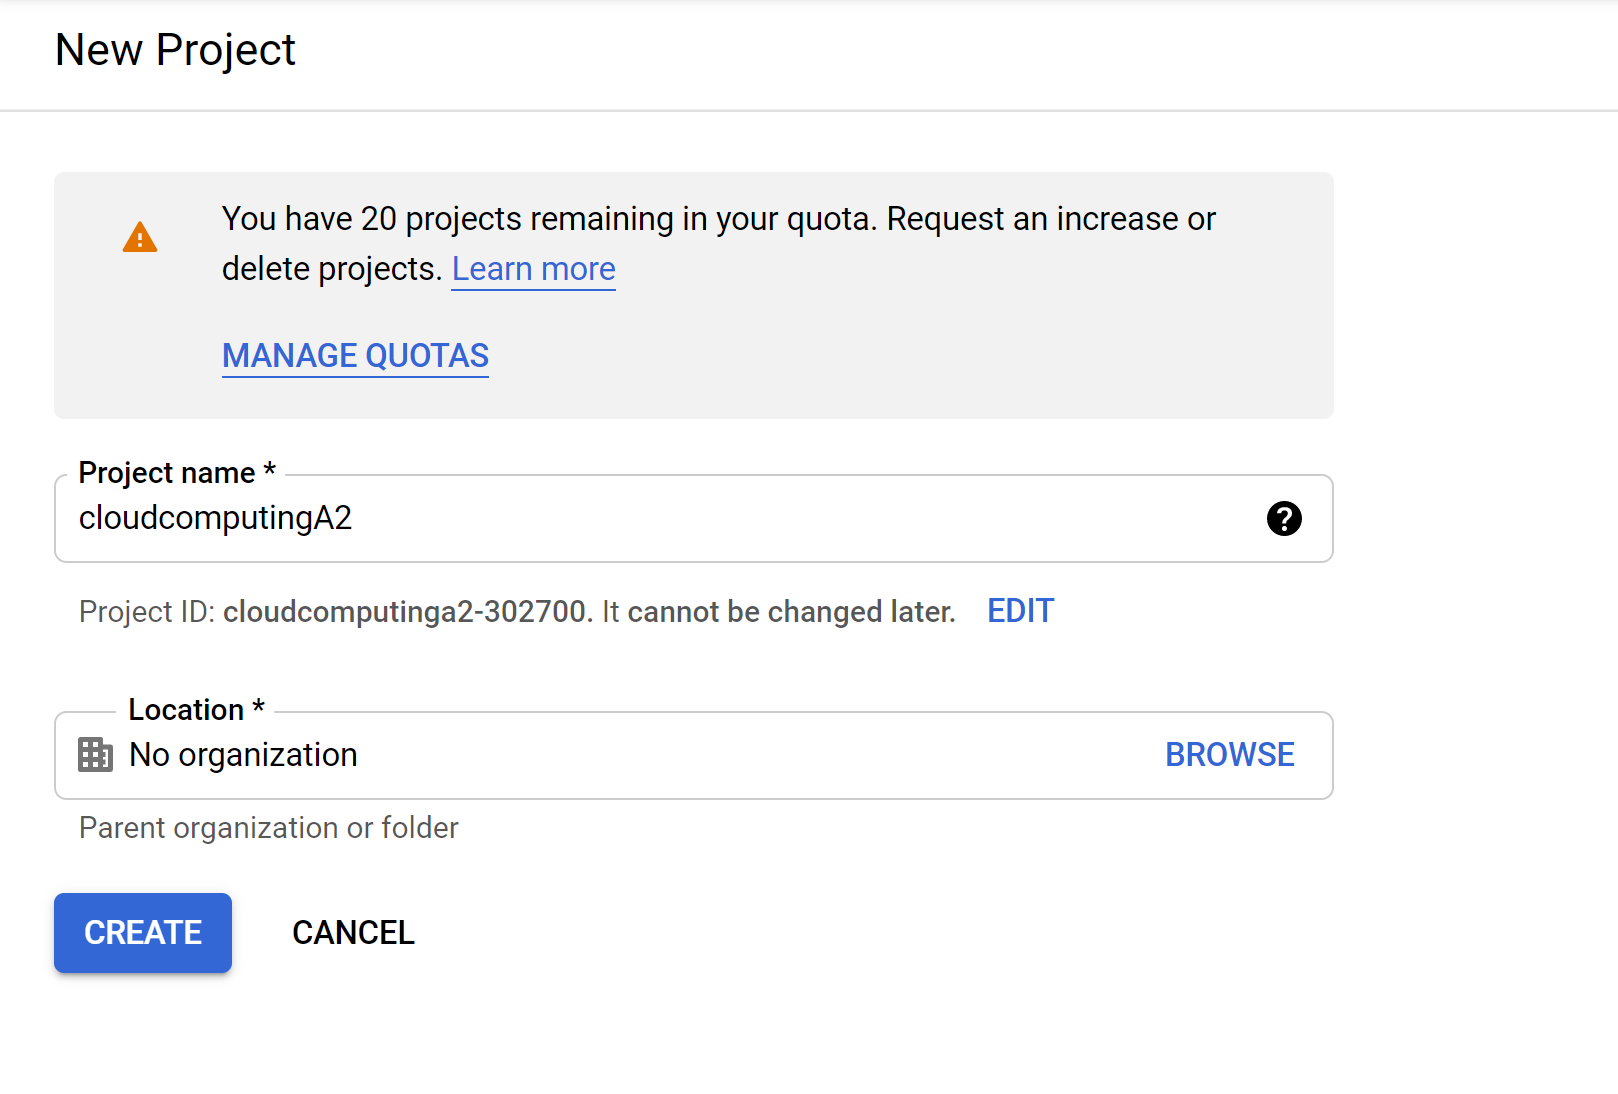 New Project
You have 20 projects remaining in your quota. Request an increase or
delete projects. Learn more
MANAGE QUOTAS
Project name *
cloudcomputingA2
Project ID: cloudcomputinga2-302700. It cannot be changed later. EDIT
Location *
No organization BROWSE
Parent organization or folder
CREATE CANCEL